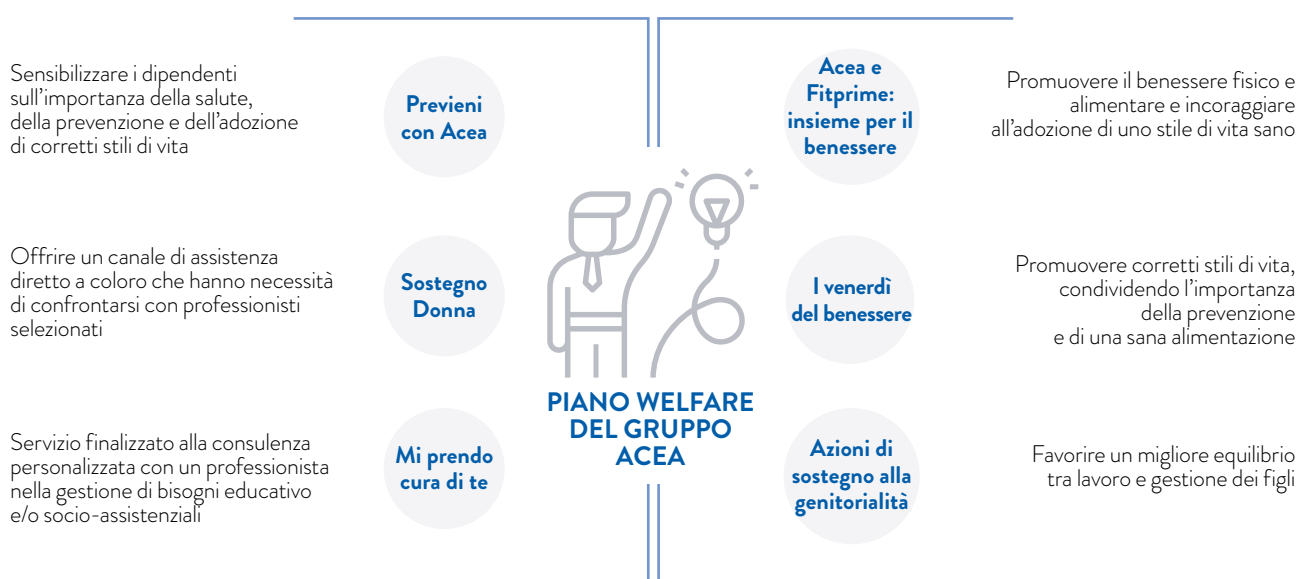 Sensibilizzare i dipendenti
sull'importanza della salute,
della prevenzione e dell'adozione
di corretti stili di vita
Previeni
con Acea
Offrire un canale di assistenza
diretto a coloro che hanno necessità
di confrontarsi con professionisti
selezionati
Sostegno
Donna
Servizio finalizzato alla consulenza
personalizzata con un professionista
nella gestione di bisogni educativo
e/o socio-assistenziali
Mi prendo
cura di te
PIANO WELFARE
DEL GRUPPO
ACEA
Acea e
Fitprime:
insieme per il
benessere
Promuovere il benessere fisico e
alimentare e incoraggiare
all'adozione di uno stile di vita sano
I venerdì
del benessere
Promuovere corretti stili di vita,
condividendo l'importanza
della prevenzione
e di una sana alimentazione
Azioni di
sostegno alla
genitorialità
Favorire un migliore equilibrio
tra lavoro e gestione dei figli